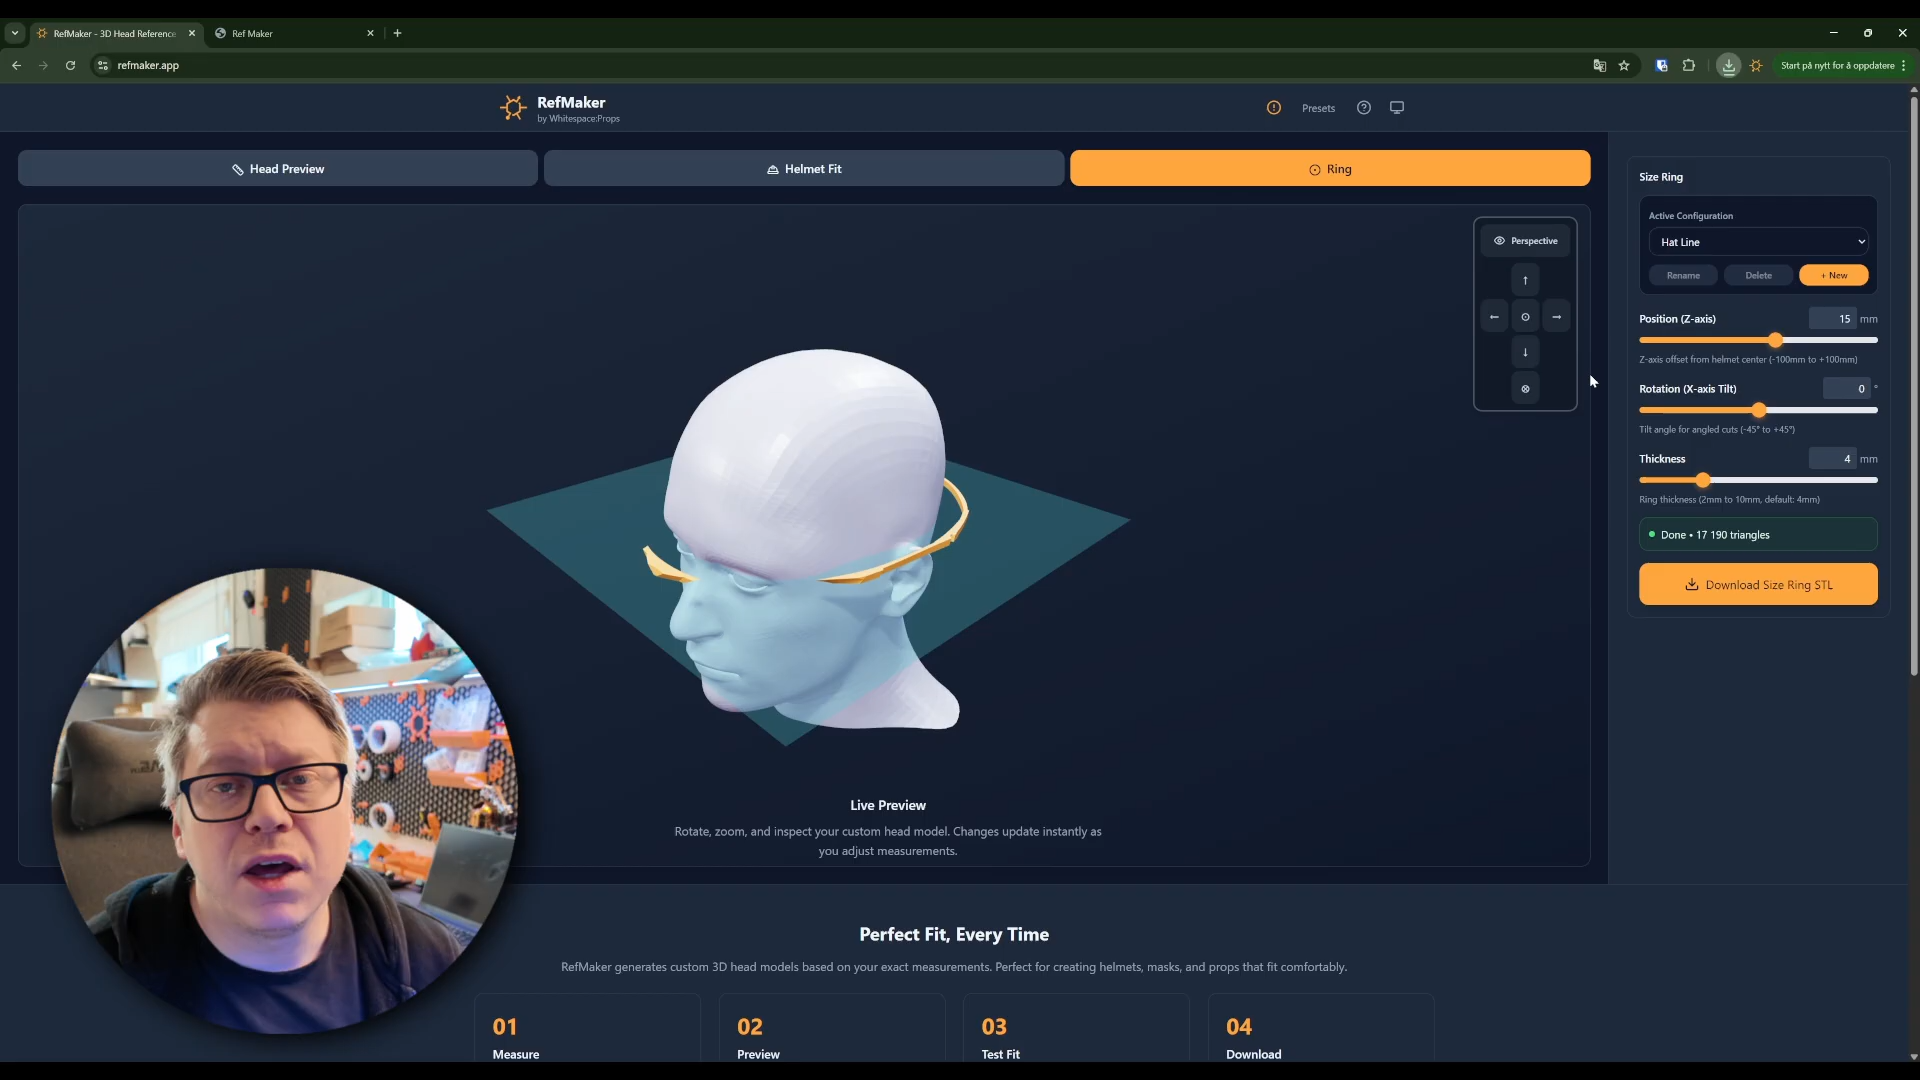 RefMaker - 3D Head Reference
Ref Maker
refmaker.app
Start på nytt for å oppdatere
RefMaker
by Whitespace:Props
Presets
Head Preview
Helmet Fit
Ring
Perspective
Size Ring
Active Configuration
Hat Line
Rename
Delete
+ New
Position (Z-axis)
15 mm
Z-axis offset from helmet center (-100mm to +100mm)
Rotation (X-axis Tilt)
0 °
Tilt angle for angled cuts (-45° to +45°)
Thickness
4 mm
Ring thickness (2mm to 10mm, default: 4mm)
Done • 17 190 triangles
Download Size Ring STL
Live Preview
Rotate, zoom, and inspect your custom head model. Changes update instantly as
you adjust measurements.
Perfect Fit, Every Time
RefMaker generates custom 3D head models based on your exact measurements. Perfect for creating helmets, masks, and props that fit comfortably.
01
Measure
02
Preview
03
Test Fit
04
Download